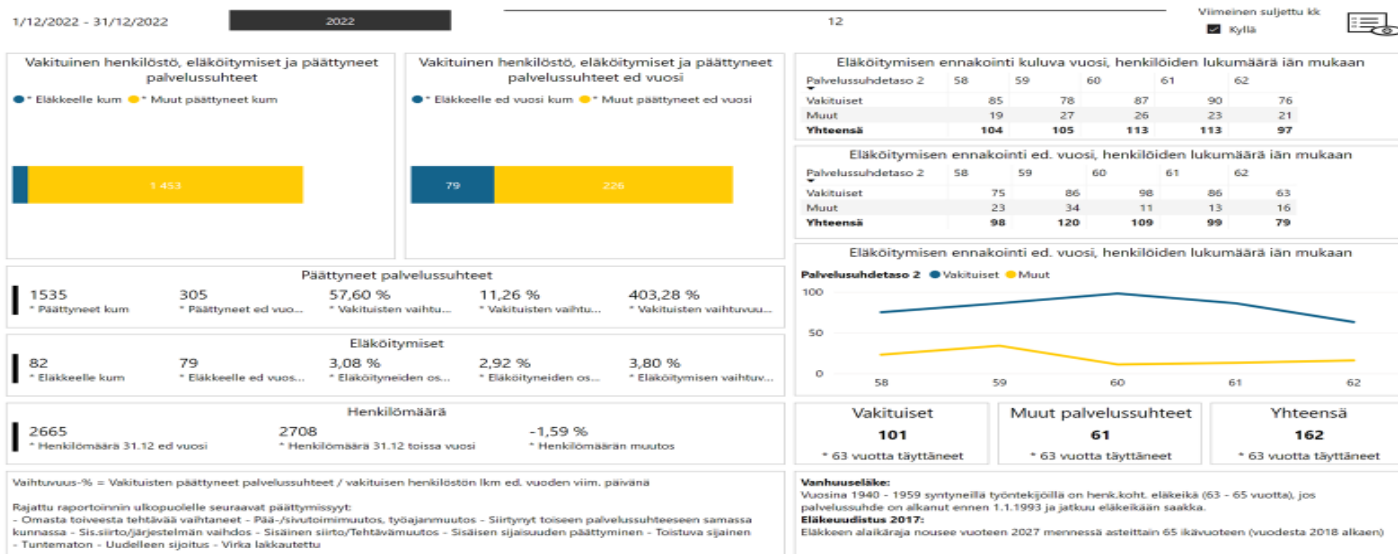 1/12/2022 - 31/12/2022
2022
12
Viimeinen suljettu kk
Kyllä
Vakituinen henkilöstö, eläköitymiset ja päättyneet
palvelussuhteet
* Eläkkeelle kum * Muut päättyneet kum
1 453
Vakituinen henkilöstö, eläköitymiset ja päättyneet
palvelussuhteet ed vuosi
* Eläkkeelle ed vuosi kum * Muut päättyneet ed vuosi
79 226
Eläköitymisen ennakointi kuluva vuosi, henkilöiden lukumäärä iän mukaan
Palvelussuhdetaso 2 58 59 60 61 62
Vakituiset 85 78 87 90 76
Muut 19 27 26 23 21
Yhteensä 104 105 113 113 97
Eläköitymisen ennakointi ed. vuosi, henkilöiden lukumäärä iän mukaan
Palvelussuhdetaso 2 58 59 60 61 62
Vakituiset 75 86 98 86 63
Muut 23 34 11 13 16
Yhteensä 98 120 109 99 79
Eläköitymisen ennakointi ed. vuosi, henkilöiden lukumäärä iän mukaan
Palvelusuhdetaso 2 Vakituiset Muut
100
50
0
58 59 60 61 62
Päättyneet palvelussuhteet
1535 305 57,60 % 11,26 % 403,28 %
* Päättyneet kum * Päättyneet ed vuo... * Vakituisten vaihtu... * Vakituisten vaihtu... * Vakituisten vaihtuvuu...
Eläköitymiset
82 79 3,08 % 2,92 % 3,80 %
* Eläkkeelle kum * Eläkkeelle ed vuos... * Eläköityneiden os... * Eläköityneiden os... * Eläköitymisen vaihtuv...
Henkilömäärä
2665 2708 -1,59 %
* Henkilömäärä 31.12 ed vuosi * Henkilömäärä 31.12 toissa vuosi * Henkilömäärän muutos
Vakituiset
101
* 63 vuotta täyttäneet
Muut palvelussuhteet
61
* 63 vuotta täyttäneet
Yhteensä
162
* 63 vuotta täyttäneet
Vaihtuvuus-% = Vakituisten päättyneet palvelussuhteet / vakituisen henkilöstön lkm ed. vuoden viim. päivänä
Rajattu raportoinnin ulkopuolelle seuraavat päättymissyyt:
- Omasta toiveesta tehtävää vaihtaneet - Pää-/sivutoimimuutos, työajanmuutos - Siirtynyt toiseen palvelussuhteeseen samassa
kunnassa - Sis.siirto/järjestelmän vaihdos - Sisäinen siirto/Tehtävämuutos - Sisäisen sijaisuuden päättyminen - Toistuva sijainen
- Tuntematon - Uudelleen sijoitus - Virka lakkautettu
Vanhuuseläke:
Vuosina 1940 - 1959 syntyneillä työntekijöillä on henk.koht. eläkeikä (63 - 65 vuotta), jos
palvelussuhde on alkanut ennen 1.1.1993 ja jatkuu eläkeikään saakka.
Eläkeuudistus 2017:
Eläkkeen alaikäraja nousee vuoteen 2027 mennessä asteittain 65 ikävuoteen (vuodesta 2018 alkaen)